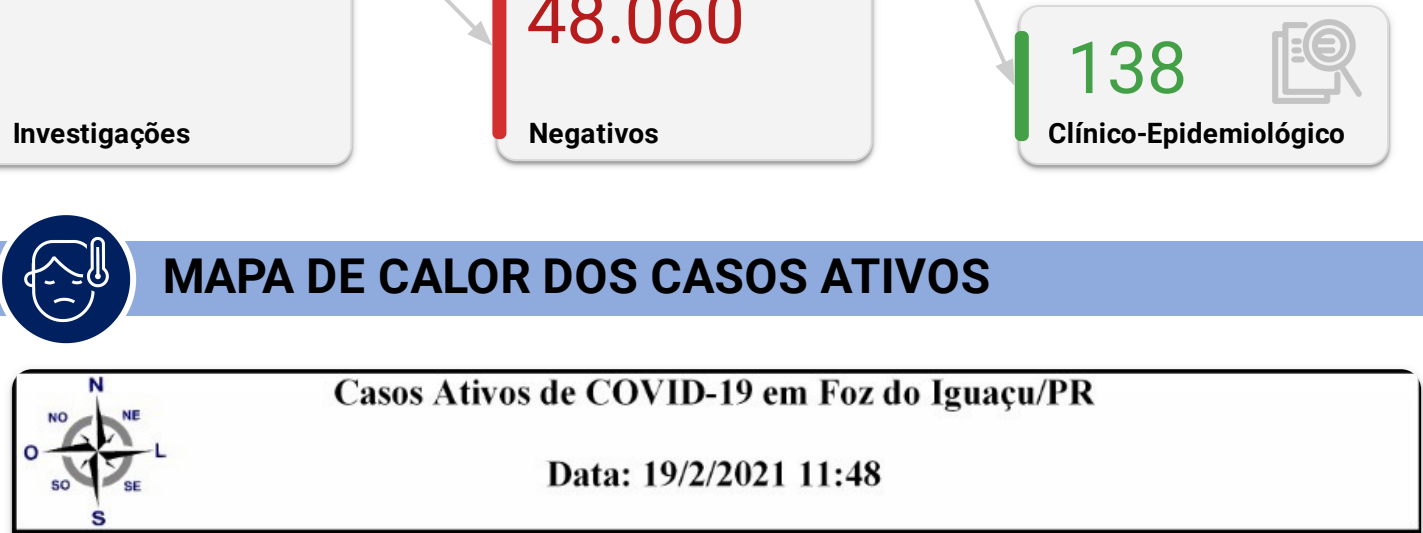 48.060
138
Investigações
Negativos
Clínico-Epidemiológico
MAPA DE CALOR DOS CASOS ATIVOS
N
NO
NE
O
L
SO
SE
S
Casos Ativos de COVID-19 em Foz do Iguaçu/PR
Data: 19/2/2021 11:48